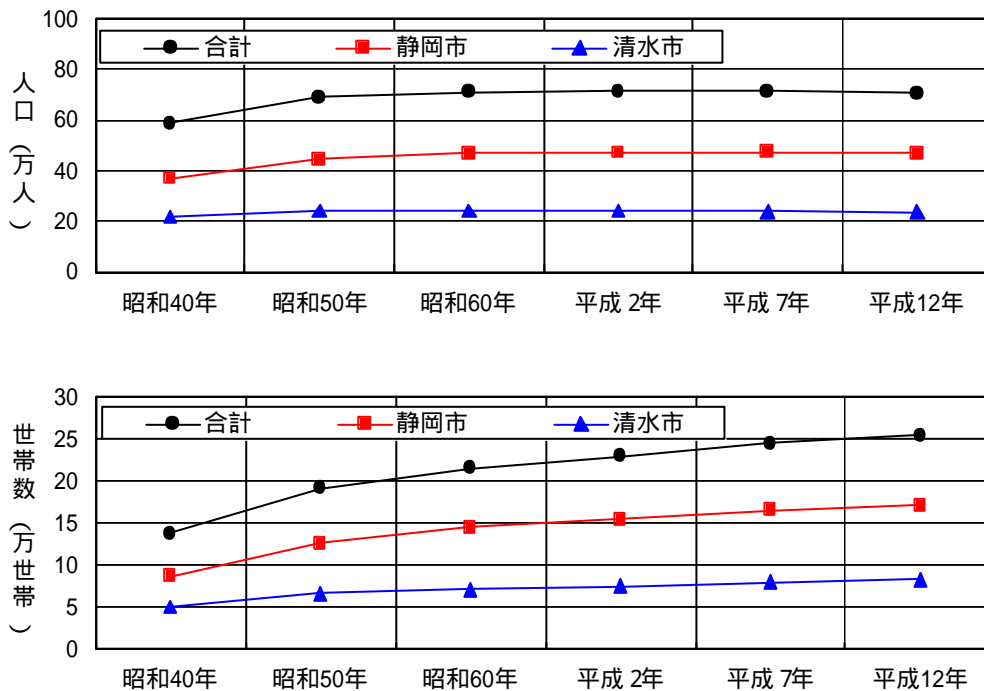 100
80
60
40
20
0
人口(万人)
合計 静岡市 清水市
昭和40年 昭和50年 昭和60年 平成 2年 平成 7年 平成12年
30
25
20
15
10
5
0
世帯数(万世帯)
合計 静岡市 清水市
昭和40年 昭和50年 昭和60年 平成 2年 平成 7年 平成12年